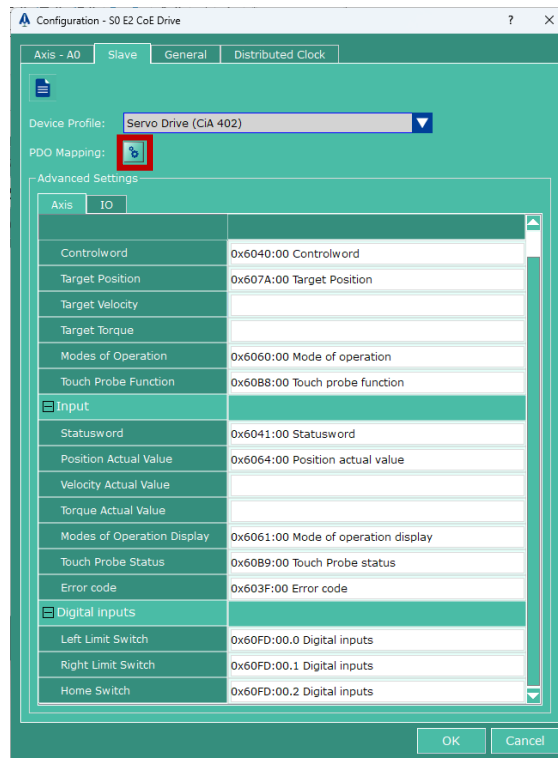 Configuration - S0 E2 CoE Drive ? ×
Axis - A0 Slave General Distributed Clock
Device Profile: Servo Drive (CiA 402)
PDO Mapping:
Advanced Settings
Axis IO
Controlword 0x6040:00 Controlword
Target Position 0x607A:00 Target Position
Target Velocity
Target Torque
Modes of Operation 0x6060:00 Mode of operation
Touch Probe Function 0x60B8:00 Touch probe function
Input
Statusword 0x6041:00 Statusword
Position Actual Value 0x6064:00 Position actual value
Velocity Actual Value
Torque Actual Value
Modes of Operation Display 0x6061:00 Mode of operation display
Touch Probe Status 0x60B9:00 Touch Probe status
Error code 0x603F:00 Error code
Digital inputs
Left Limit Switch 0x60FD:00.0 Digital inputs
Right Limit Switch 0x60FD:00.1 Digital inputs
Home Switch 0x60FD:00.2 Digital inputs
OK Cancel